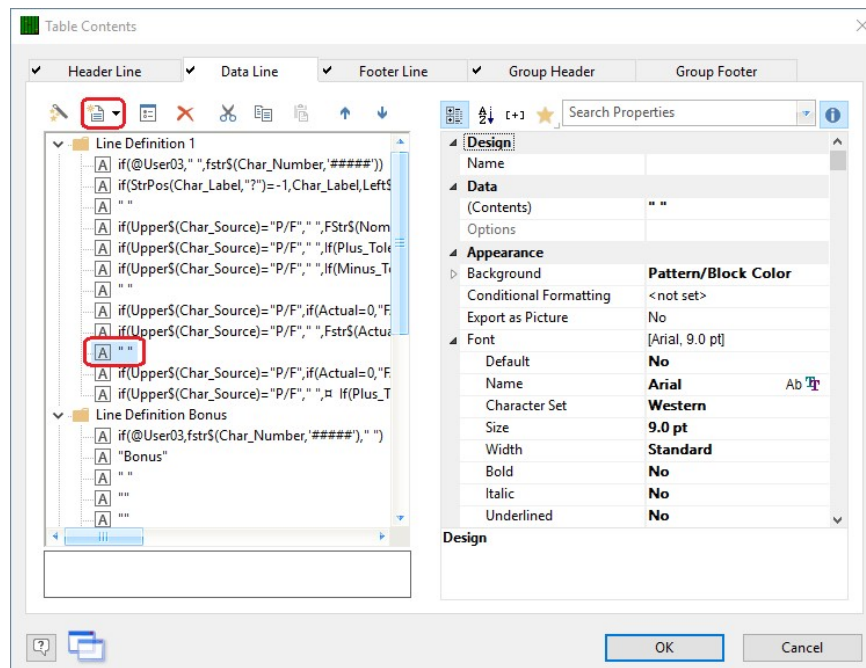 Table Contents
Header Line
Data Line
Footer Line
Group Header
Group Footer
Search Properties
Line Definition 1
A if(@User03," ",fstr$(Char_Number,'#####'))
A if(StrPos(Char_Label,"?")=-1,Char_Label,Left$
A " "
A if(Upper$(Char_Source)="P/F"," ",FStr$(Nom
A if(Upper$(Char_Source)="P/F"," ",If(Plus_Tole
A if(Upper$(Char_Source)="P/F"," ",If(Minus_T
A " "
A if(Upper$(Char_Source)="P/F",if(Actual=0,"F
A if(Upper$(Char_Source)="P/F"," ",Fstr$(Actua
A " "
A if(Upper$(Char_Source)="P/F",if(Actual=0,"F
A if(Upper$(Char_Source)="P/F"," ",¤ If(Plus_T
Line Definition Bonus
A if(@User03,fstr$(Char_Number,'#####')," ")
A "Bonus"
A " "
A ""
A ""
Design
Name
Data
(Contents) " "
Options
Appearance
Background Pattern/Block Color
Conditional Formatting <not set>
Export as Picture No
Font [Arial, 9.0 pt]
Default No
Name Arial Ab
Character Set Western
Size 9.0 pt
Width Standard
Bold No
Italic No
Underlined No
Design
OK
Cancel